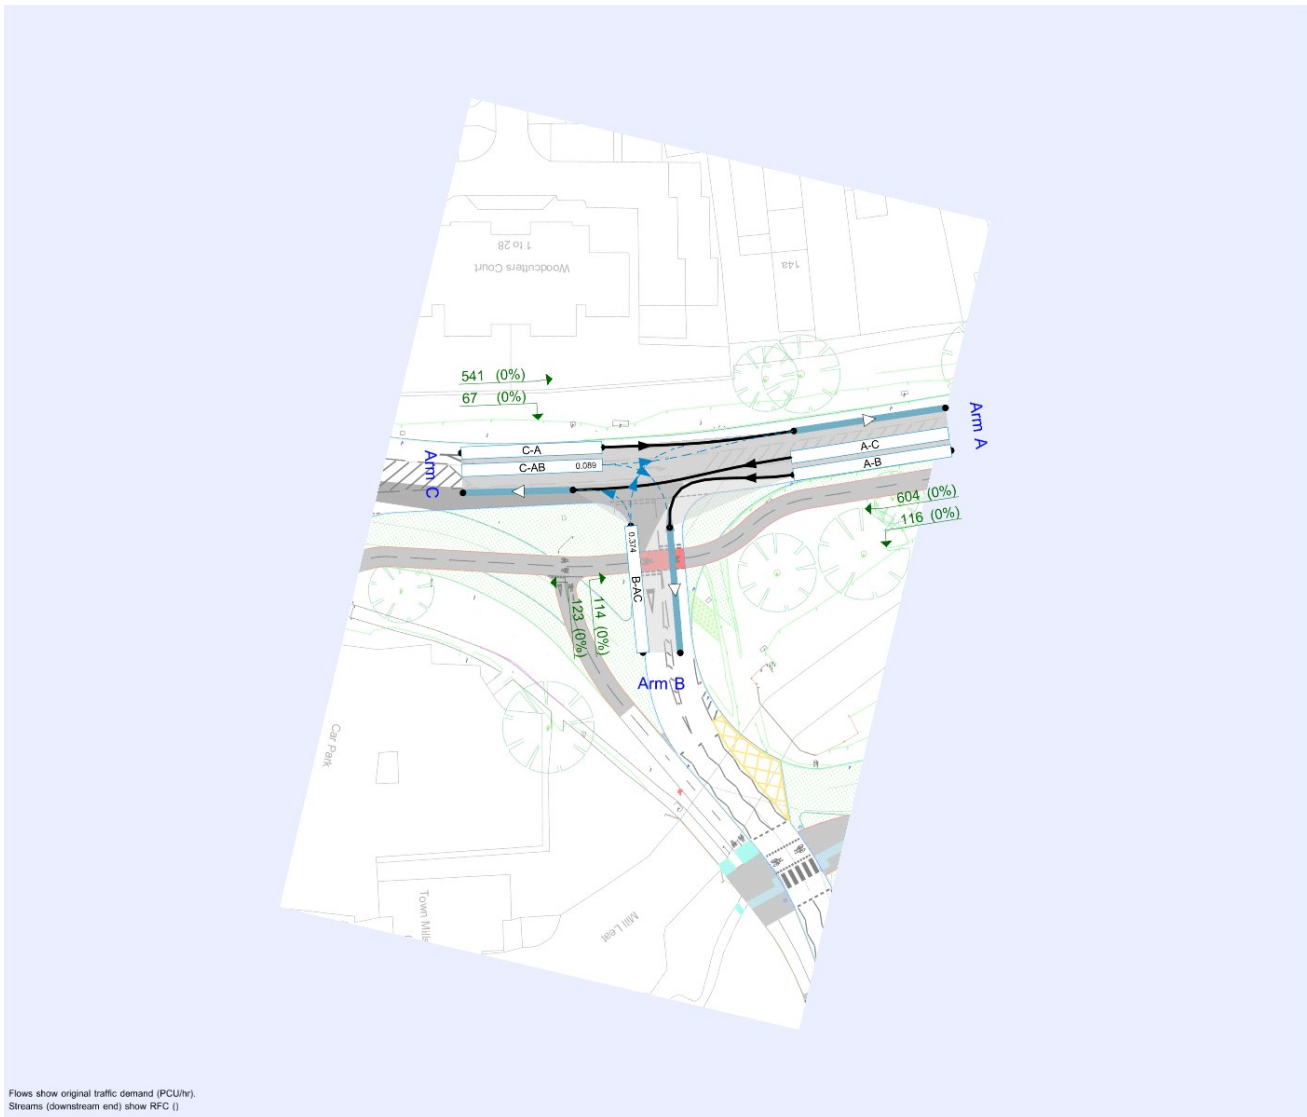 1 to 28
Woodcutters Court
14a
541 (0%)
67 (0%)
Arm A
C-A
A-C
C-AB 0.089
A-B
Arm C
604 (0%)
116 (0%)
0.374
B-AC
123 (0%)
114 (0%)
Arm B
Car Park
Town Mills
Mill Leat
Flows show original traffic demand (PCU/hr).
Streams (downstream end) show RFC ()